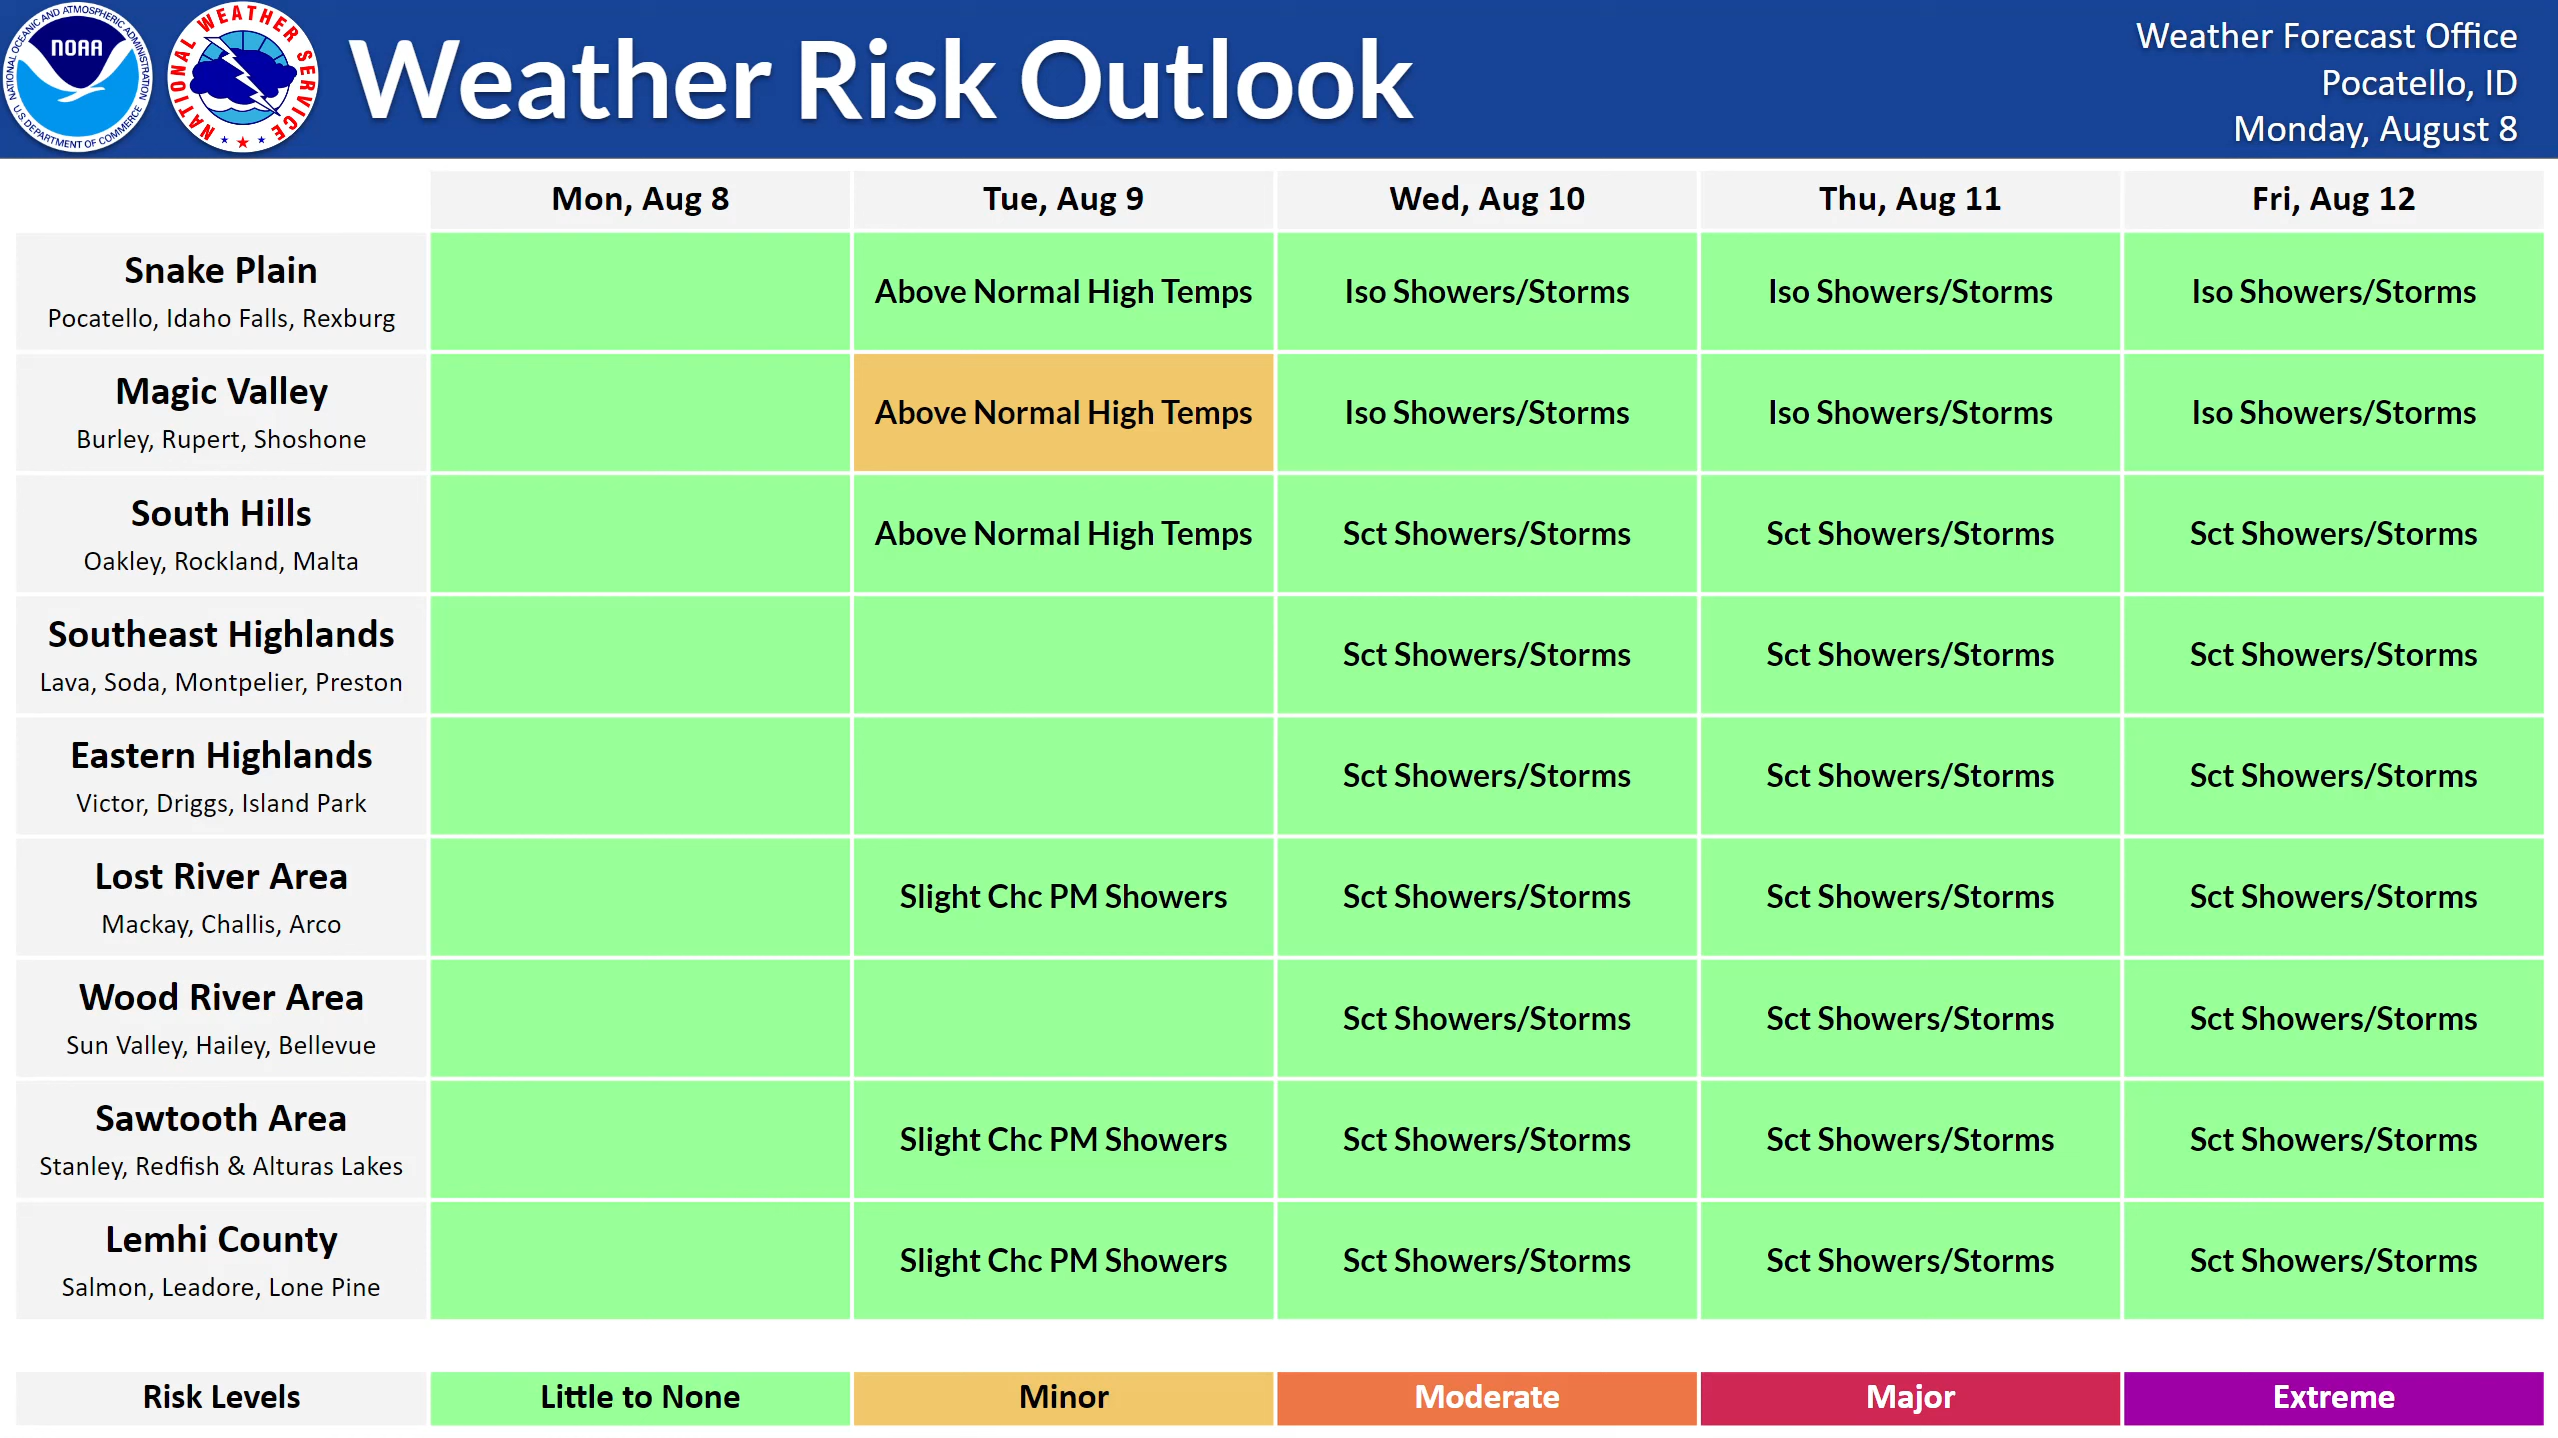 NATIONAL OCEANIC AND ATMOSPHERIC ADMINISTRATION
NOAA
U.S. DEPARTMENT OF COMMERCE
NATIONAL WEATHER SERVICE
Weather Risk Outlook
Weather Forecast Office
Pocatello, ID
Monday, August 8
Mon, Aug 8 Tue, Aug 9 Wed, Aug 10 Thu, Aug 11 Fri, Aug 12
Snake Plain
Pocatello, Idaho Falls, Rexburg
Above Normal High Temps Iso Showers/Storms Iso Showers/Storms Iso Showers/Storms
Magic Valley
Burley, Rupert, Shoshone
Above Normal High Temps Iso Showers/Storms Iso Showers/Storms Iso Showers/Storms
South Hills
Oakley, Rockland, Malta
Above Normal High Temps Sct Showers/Storms Sct Showers/Storms Sct Showers/Storms
Southeast Highlands
Lava, Soda, Montpelier, Preston
Sct Showers/Storms Sct Showers/Storms Sct Showers/Storms
Eastern Highlands
Victor, Driggs, Island Park
Sct Showers/Storms Sct Showers/Storms Sct Showers/Storms
Lost River Area
Mackay, Challis, Arco
Slight Chc PM Showers Sct Showers/Storms Sct Showers/Storms Sct Showers/Storms
Wood River Area
Sun Valley, Hailey, Bellevue
Sct Showers/Storms Sct Showers/Storms Sct Showers/Storms
Sawtooth Area
Stanley, Redfish & Alturas Lakes
Slight Chc PM Showers Sct Showers/Storms Sct Showers/Storms Sct Showers/Storms
Lemhi County
Salmon, Leadore, Lone Pine
Slight Chc PM Showers Sct Showers/Storms Sct Showers/Storms Sct Showers/Storms
Risk Levels Little to None Minor Moderate Major Extreme